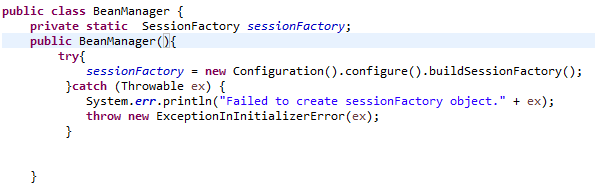 public class BeanManager {
    private static  SessionFactory sessionFactory;
    public BeanManager(){
        try{
            sessionFactory = new Configuration().configure().buildSessionFactory();
         }catch (Throwable ex) {
            System.err.println("Failed to create sessionFactory object." + ex);
            throw new ExceptionInInitializerError(ex);
         }
    }